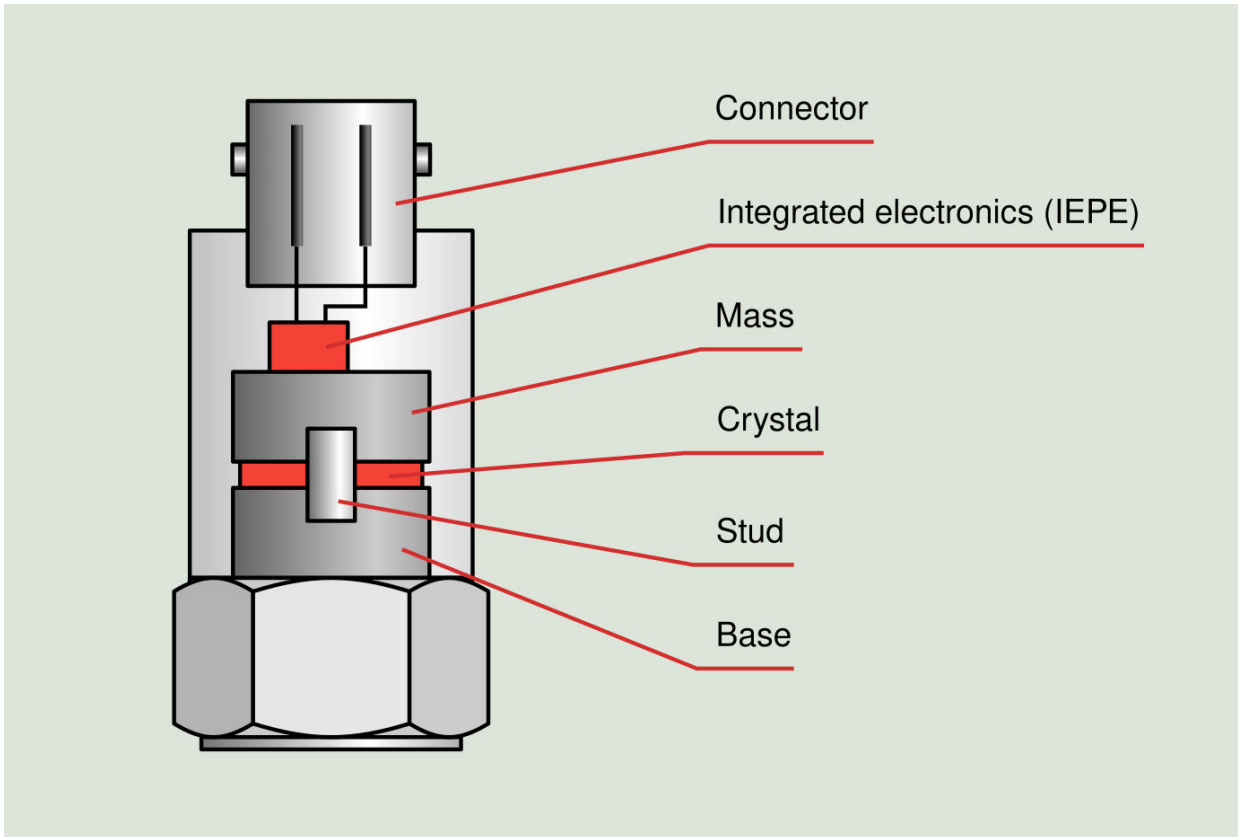 Connector
Integrated electronics (IEPE)
Mass
Crystal
Stud
Base